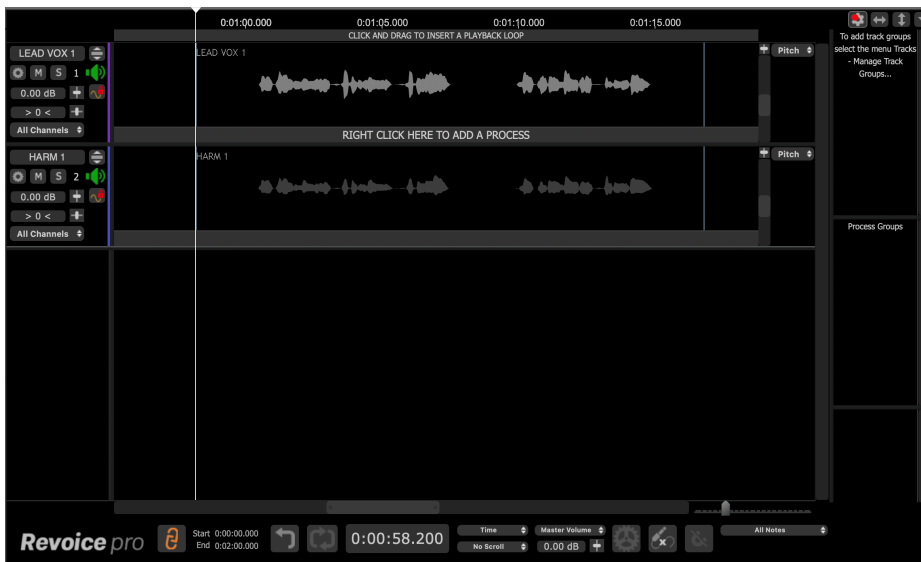 0:01:00.000 0:01:05.000 0:01:10.000 0:01:15.000
CLICK AND DRAG TO INSERT A PLAYBACK LOOP
To add track groups
select the menu Tracks
- Manage Track
Groups...
LEAD VOX 1
M S 1
0.00 dB
> 0 <
All Channels
LEAD VOX 1
Pitch
RIGHT CLICK HERE TO ADD A PROCESS
HARM 1
M S 2
0.00 dB
> 0 <
All Channels
HARM 1
Pitch
Process Groups
Revoice pro
Start 0:00:00.000
End 0:02:00.000
0:00:58.200
Time
No Scroll
Master Volume
0.00 dB
All Notes